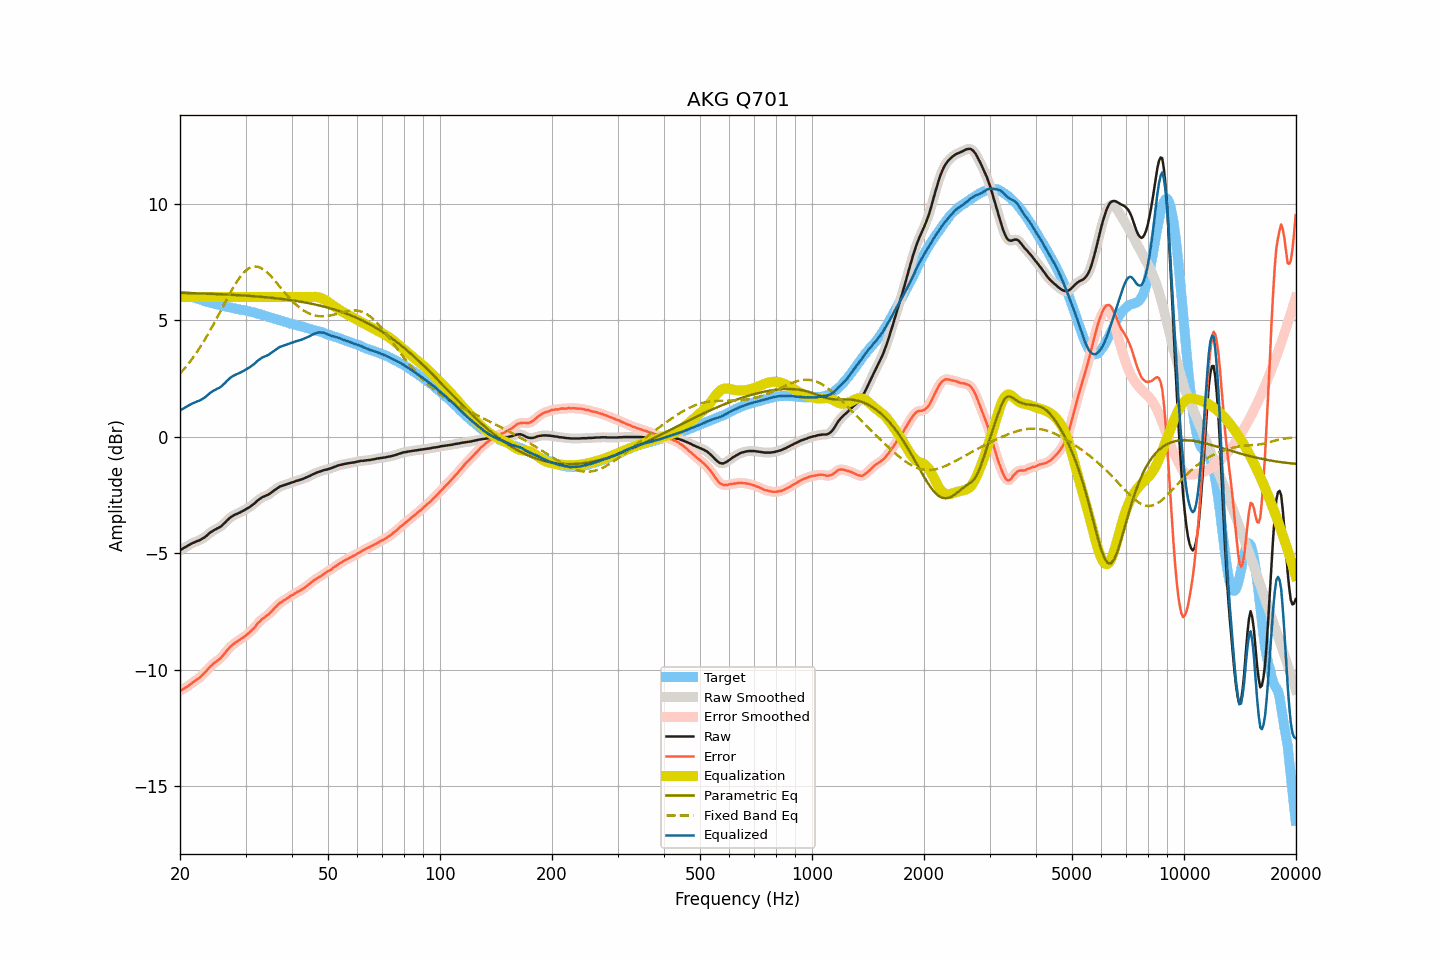 AKG Q701
Amplitude (dBr)
10
5
0
−5
−10
−15
Target
Raw Smoothed
Error Smoothed
Raw
Error
Equalization
Parametric Eq
Fixed Band Eq
Equalized
20 50 100 200 500 1000 2000 5000 10000 20000
Frequency (Hz)